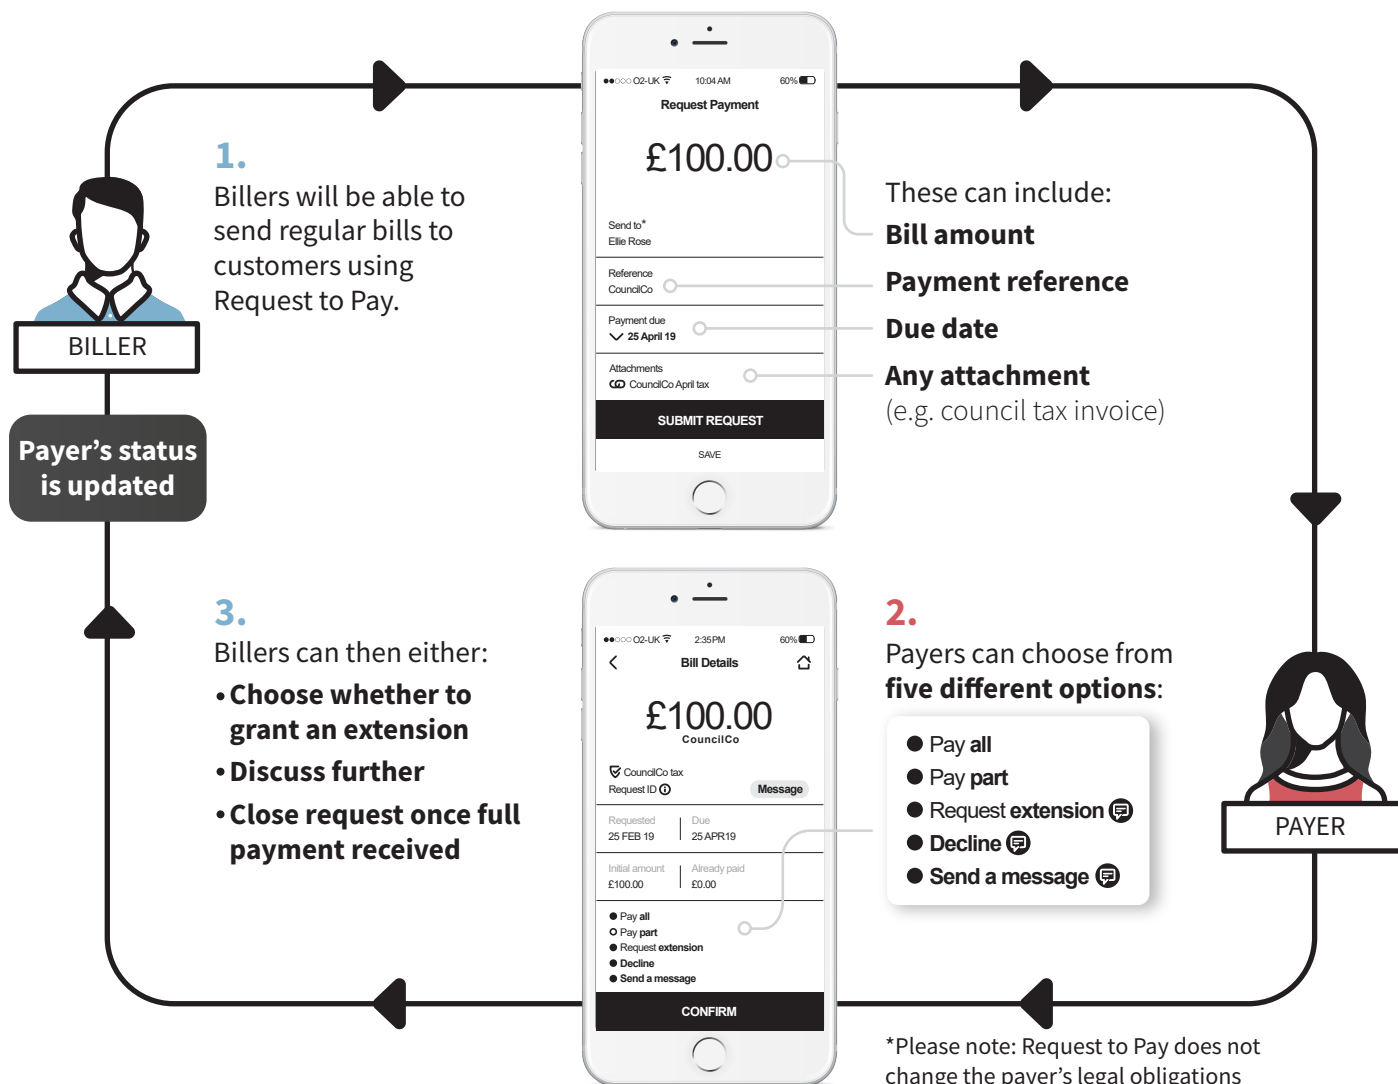 1.
Billers will be able to
send regular bills to
customers using
Request to Pay.
BILLER
Payer’s status
is updated
O2-UK 10:04 AM 60%
Request Payment
£100.00
Send to*
Ellie Rose
Reference
CouncilCo
Payment due
25 April 19
Attachments
CouncilCo April tax
SUBMIT REQUEST
SAVE
These can include:
Bill amount
Payment reference
Due date
Any attachment
(e.g. council tax invoice)
2.
Payers can choose from
five different options:
● Pay all
● Pay part
● Request extension
● Decline
● Send a message
PAYER
O2-UK 2:35PM 60%
Bill Details
£100.00
CouncilCo
CouncilCo tax
Request ID
Message
Requested Due
25 FEB 19 25 APR19
Initial amount Already paid
£100.00 £0.00
● Pay all
○ Pay part
● Request extension
● Decline
● Send a message
CONFIRM
3.
Billers can then either:
• Choose whether to
grant an extension
• Discuss further
• Close request once full
payment received
*Please note: Request to Pay does not
change the payer’s legal obligations